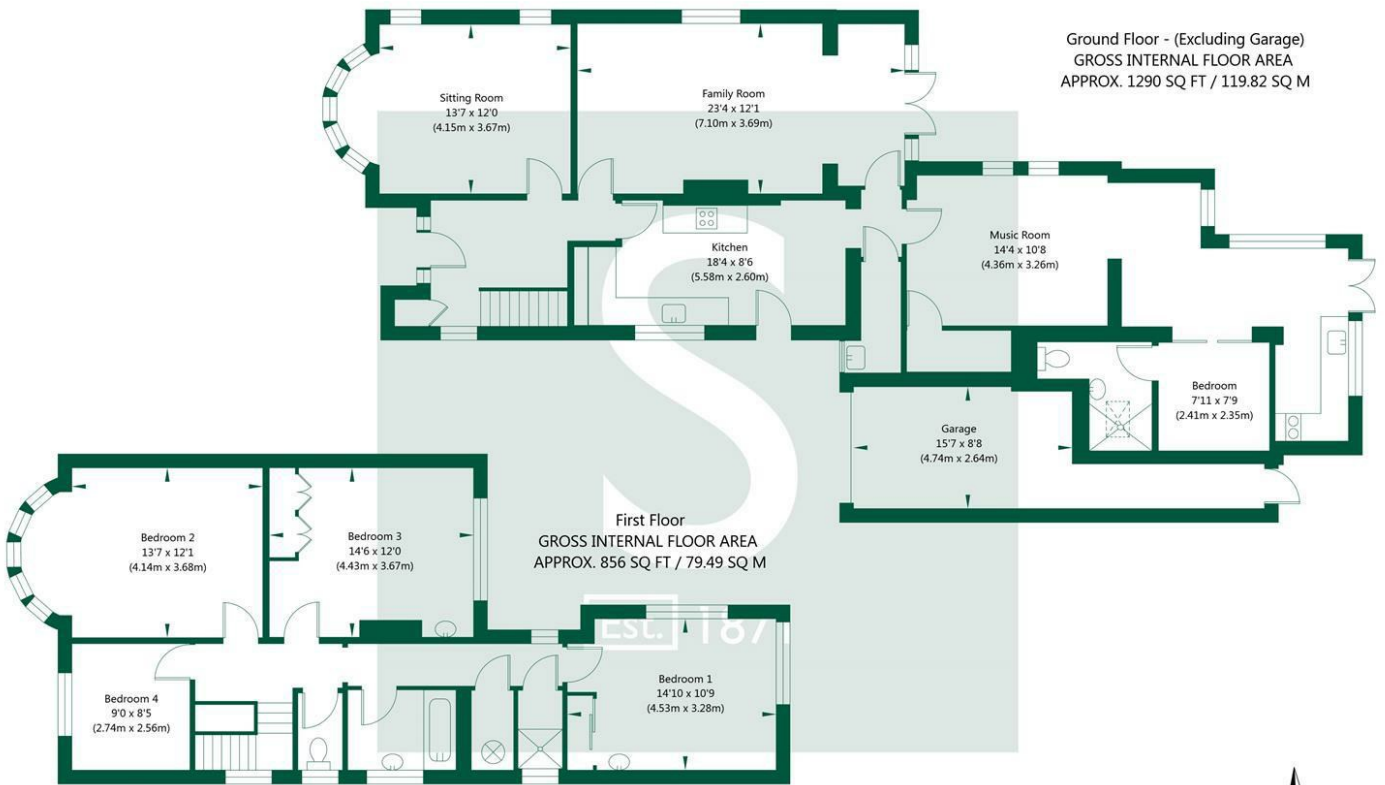 Ground Floor - (Excluding Garage)
GROSS INTERNAL FLOOR AREA
APPROX. 1290 SQ FT / 119.82 SQ M
Sitting Room
13'7 x 12'0
(4.15m x 3.67m)
Family Room
23'4 x 12'1
(7.10m x 3.69m)
Kitchen
18'4 x 8'6
(5.58m x 2.60m)
Music Room
14'4 x 10'8
(4.36m x 3.26m)
Bedroom
7'11 x 7'9
(2.41m x 2.35m)
Garage
15'7 x 8'8
(4.74m x 2.64m)
S
First Floor
GROSS INTERNAL FLOOR AREA
APPROX. 856 SQ FT / 79.49 SQ M
Est. 1871
Bedroom 2
13'7 x 12'1
(4.14m x 3.68m)
Bedroom 3
14'6 x 12'0
(4.43m x 3.67m)
Bedroom 4
9'0 x 8'5
(2.74m x 2.56m)
Bedroom 1
14'10 x 10'9
(4.53m x 3.28m)